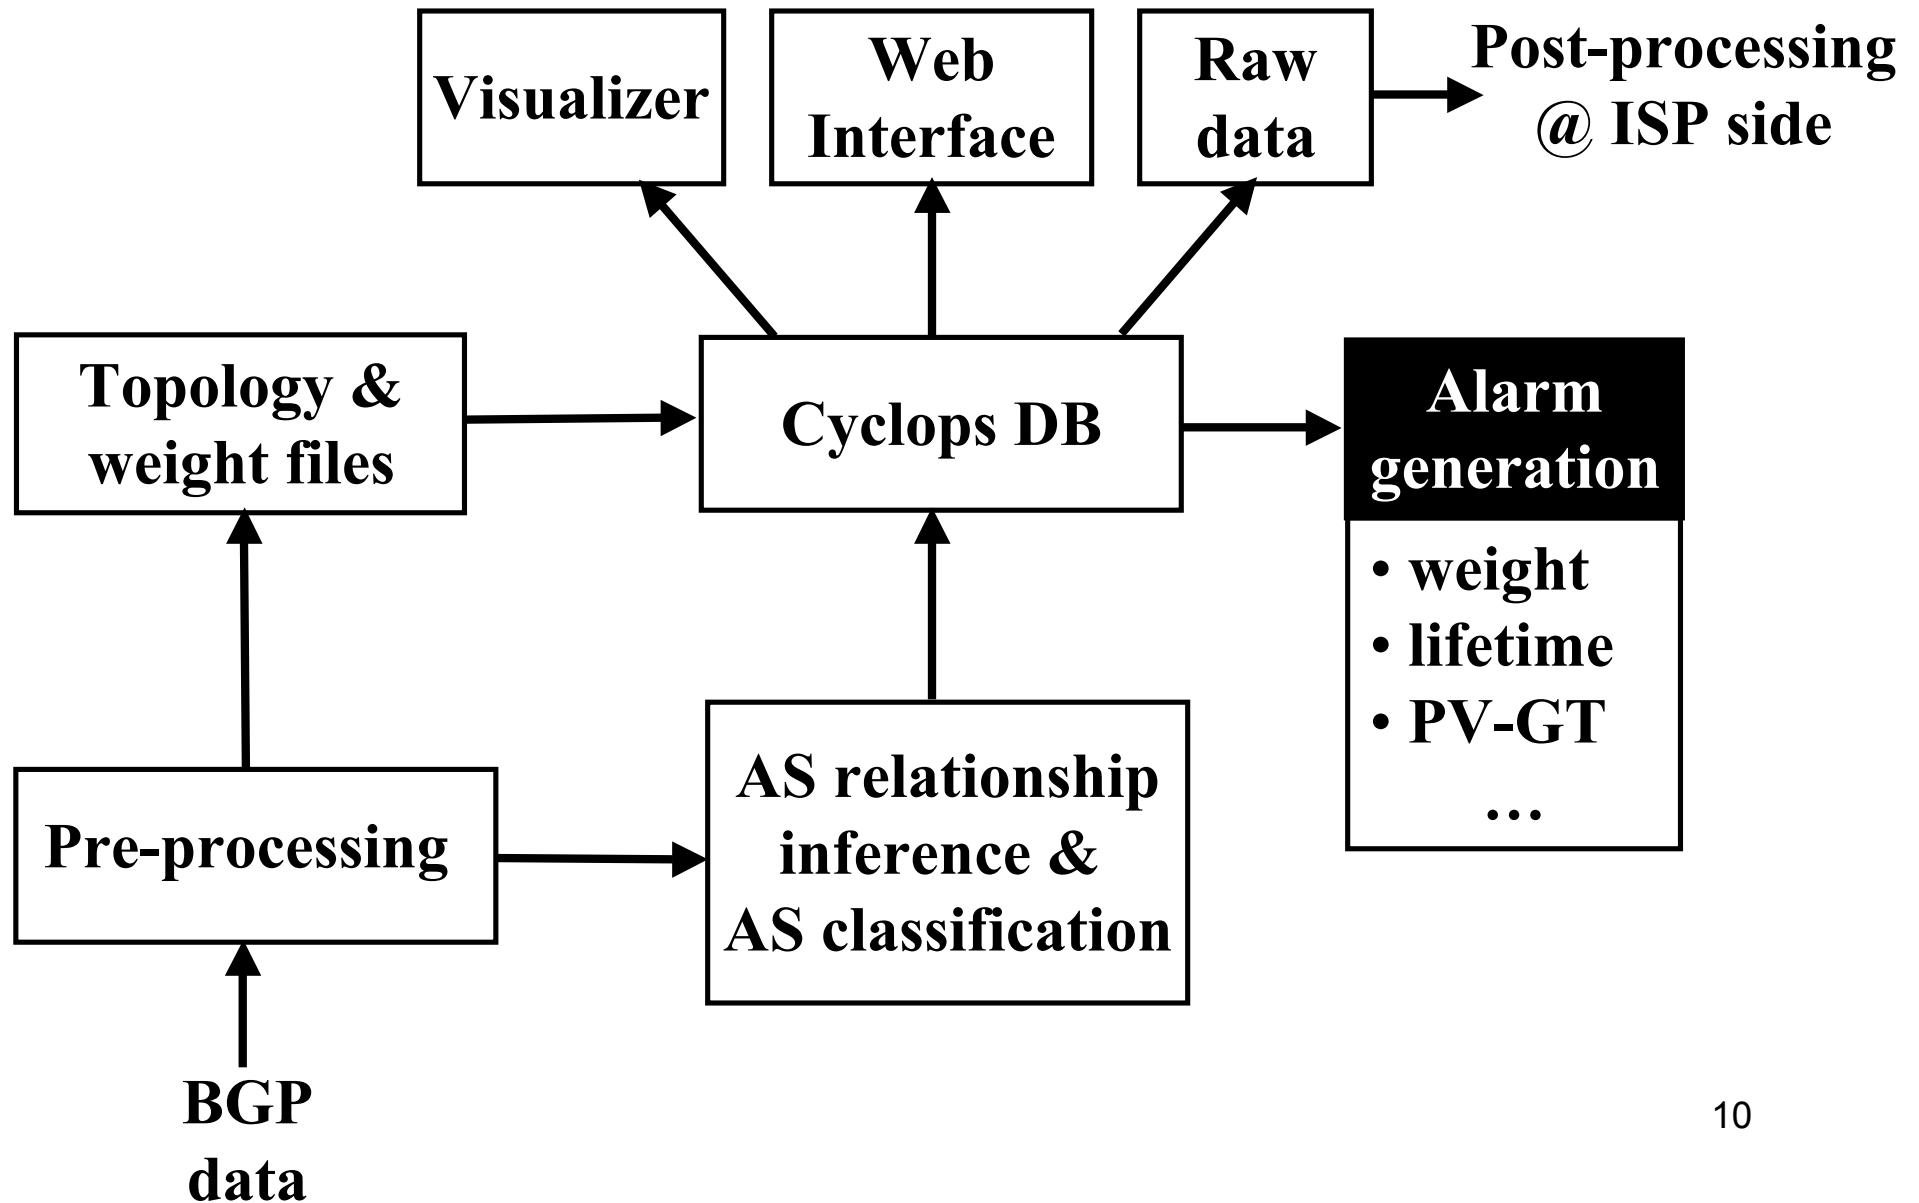 Visualizer
Web
Interface
Raw
data
Post-processing
@ ISP side
Topology &
weight files
Cyclops DB
Alarm
generation
• weight
• lifetime
• PV-GT
...
Pre-processing
AS relationship
inference &
AS classification
BGP
data
10